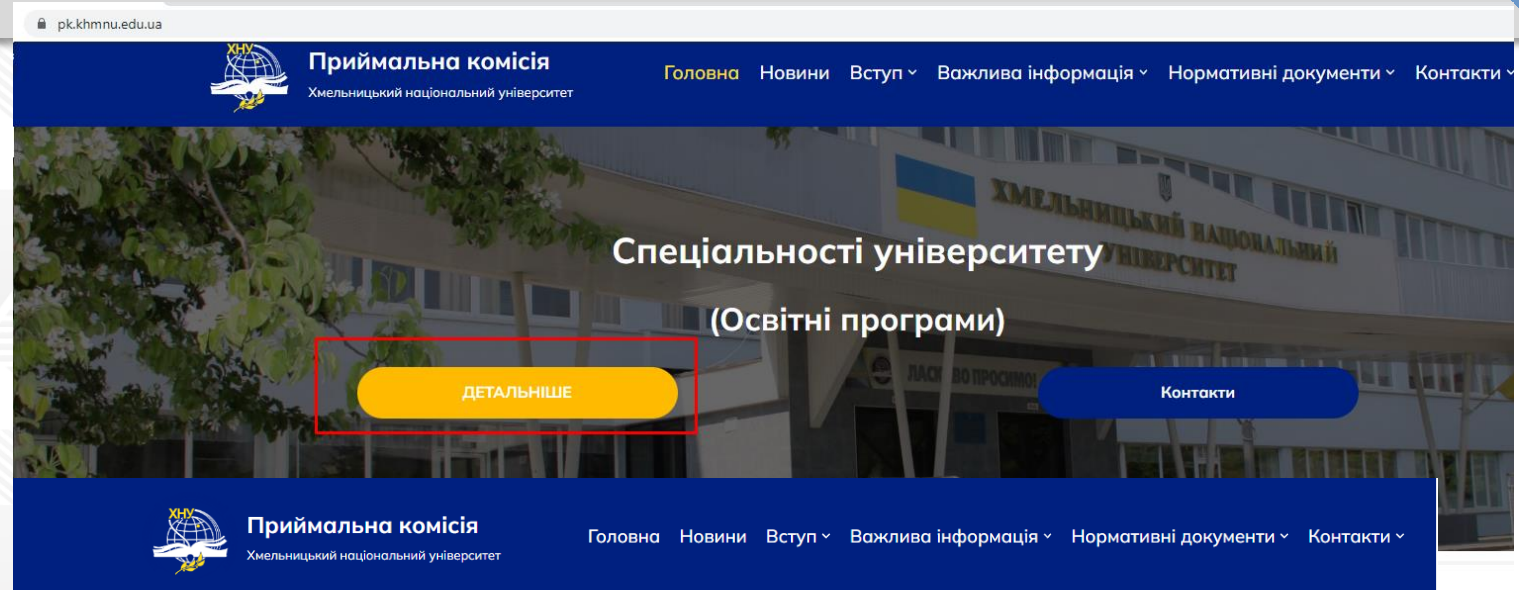 pk.khmnu.edu.ua
ХНУ
Приймальна комісія
Хмельницький національний університет
Головна Новини Вступ Важлива інформація Нормативні документи Контакти
ХМЕЛЬНИЦЬКИЙ НАЦІОНАЛЬНИЙ
УНІВЕРСИТЕТ
Спеціальності університету
(Освітні програми)
ЛАСКАВО ПРОСИМО!
ДЕТАЛЬНІШЕ
Контакти
ХНУ
Приймальна комісія
Хмельницький національний університет
Головна Новини Вступ Важлива інформація Нормативні документи Контакти